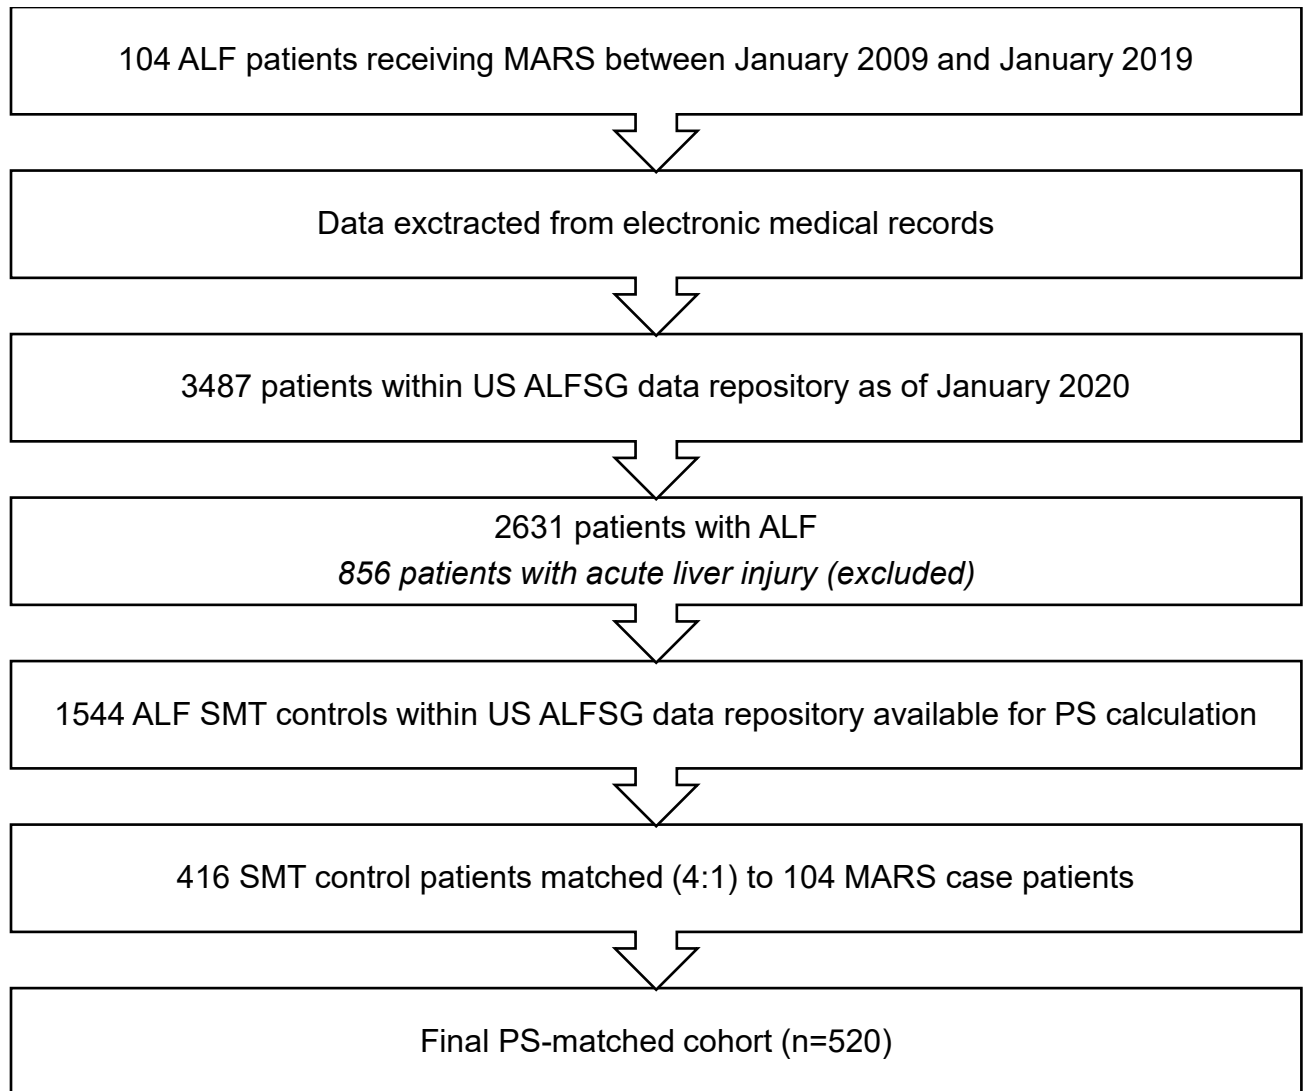 104 ALF patients receiving MARS between January 2009 and January 2019
Data exctracted from electronic medical records
3487 patients within US ALFSG data repository as of January 2020
2631 patients with ALF
856 patients with acute liver injury (excluded)
1544 ALF SMT controls within US ALFSG data repository available for PS calculation
416 SMT control patients matched (4:1) to 104 MARS case patients
Final PS-matched cohort (n=520)